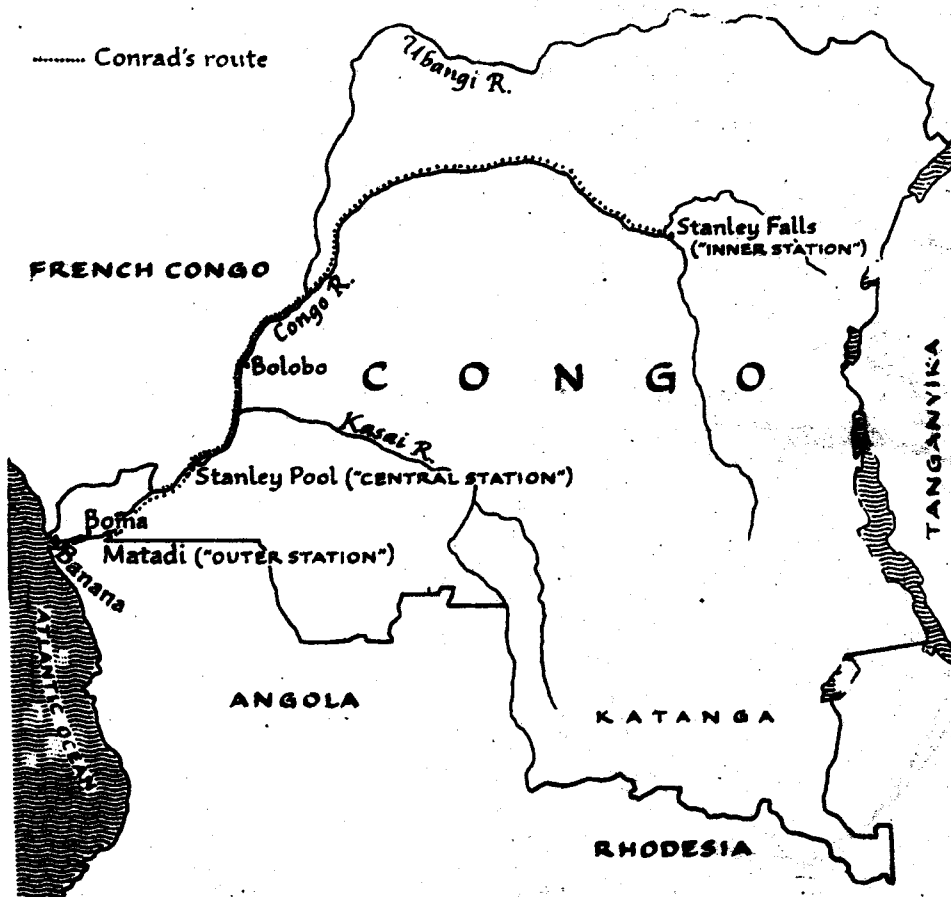 Conrad's route
Ubangi R.
Stanley Falls
("INNER STATION")
FRENCH CONGO
Congo R.
Bolobo
CONGO
TANGANYIKA
Kasai R.
Stanley Pool ("CENTRAL STATION")
Boma
Matadi ("OUTER STATION")
Banana
ATLANTIC OCEAN
ANGOLA
KATANGA
RHODESIA